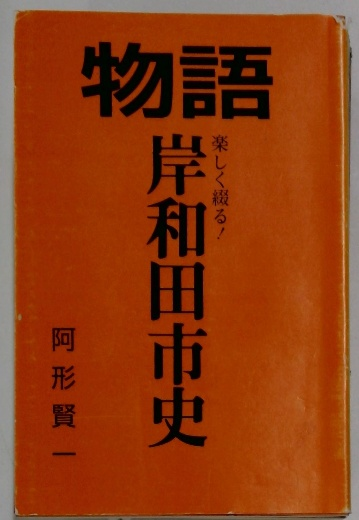 物語
楽しく綴る!
岸和田市史
阿形賢一